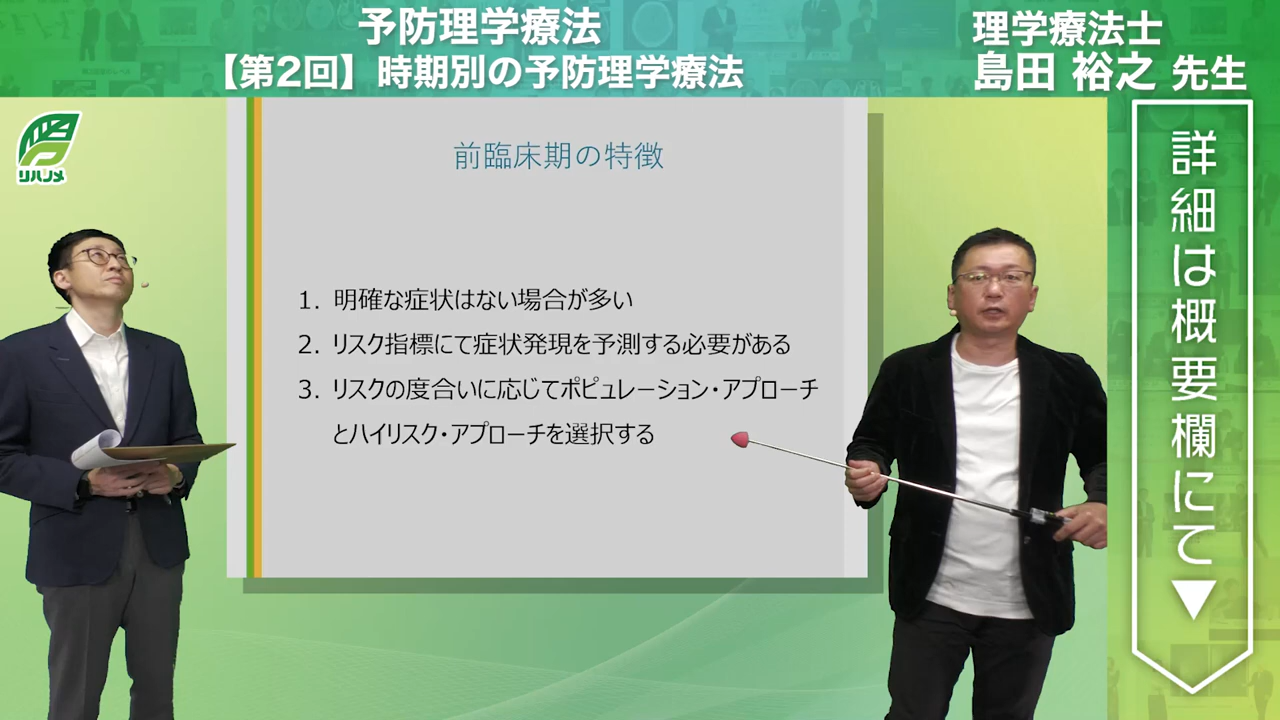 予防理学療法
【第2回】時期別の予防理学療法
理学療法士
島田 裕之 先生
リハノメ
前臨床期の特徴
1. 明確な症状はない場合が多い
2. リスク指標にて症状発現を予測する必要がある
3. リスクの度合いに応じてポピュレーション・アプローチ
とハイリスク・アプローチを選択する
詳細は概要欄にて▼